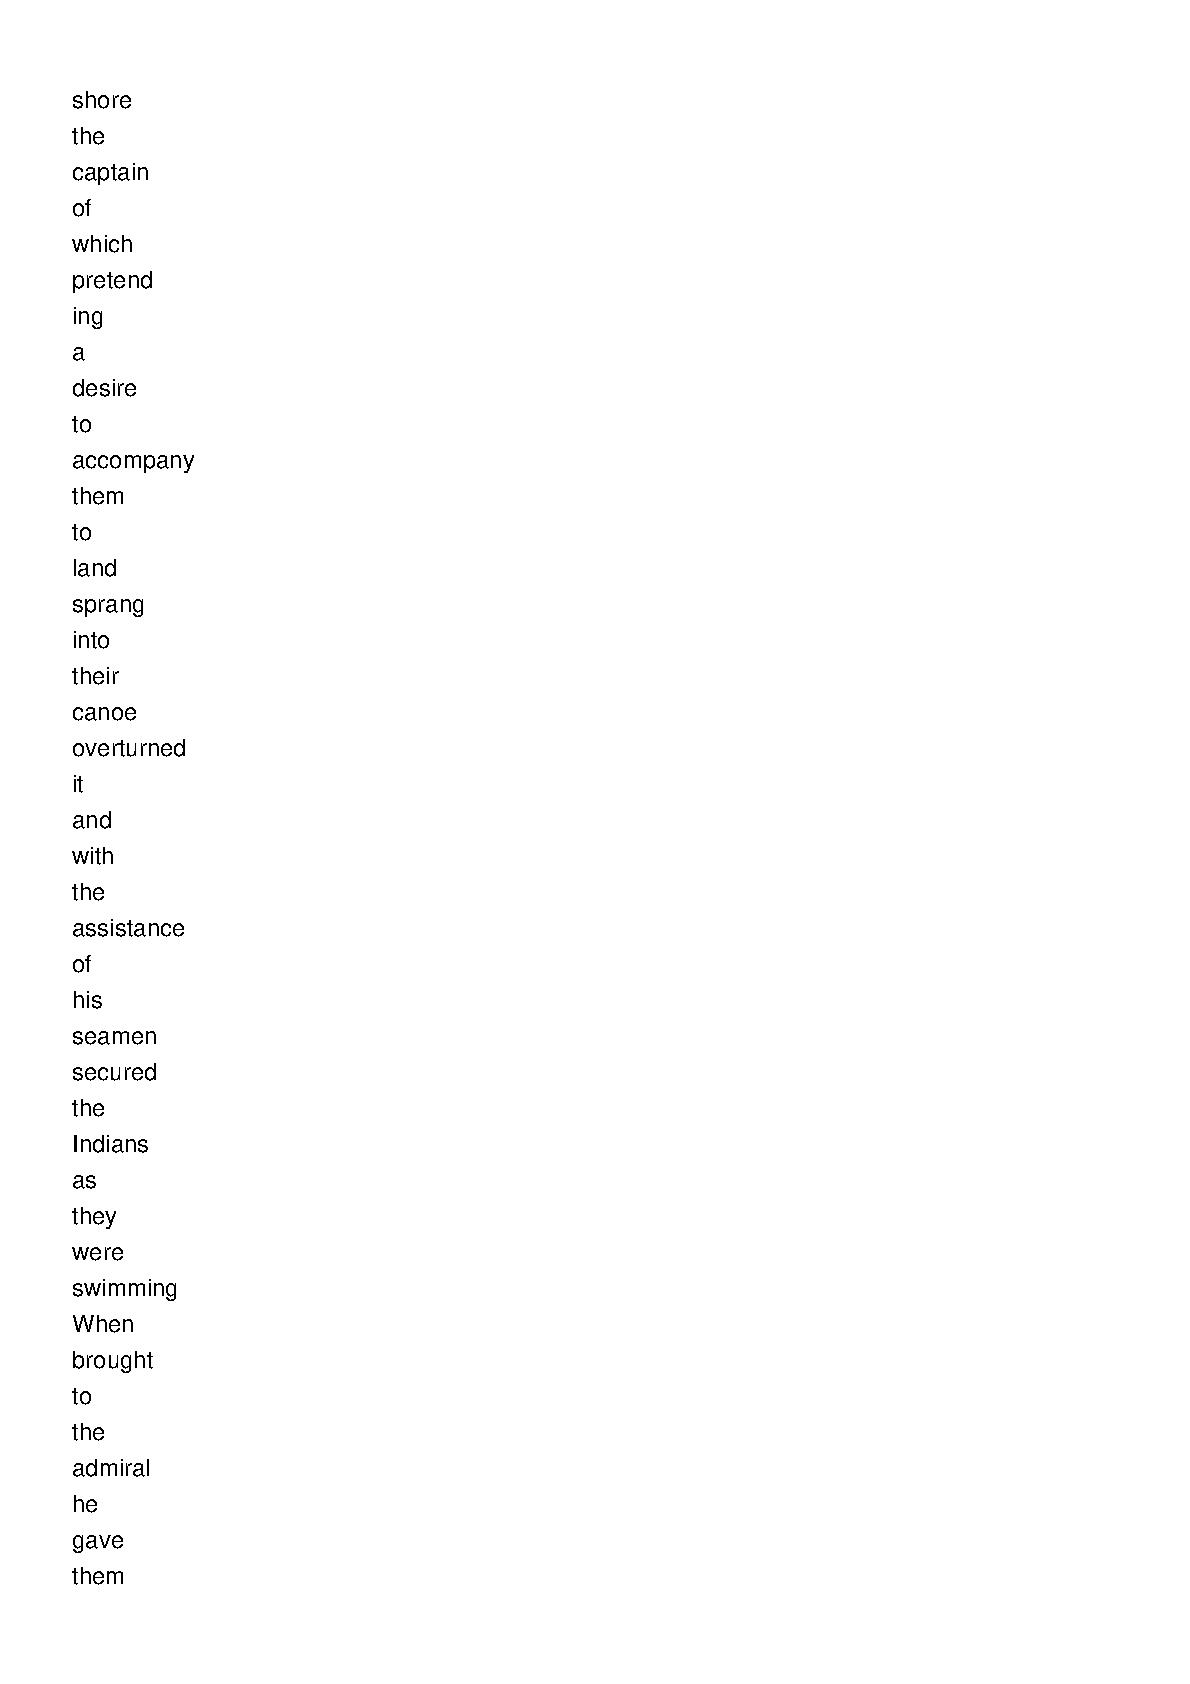 shore
the
captain
of
which
pretend
ing
a
desire
to
accompany
them
to
land
sprang
into
their
canoe
overturned
it
and
with
the
assistance
of
his
seamen
secured
the
Indians
as
they
were
swimming
When
brought
to
the
admiral
he
gave
them